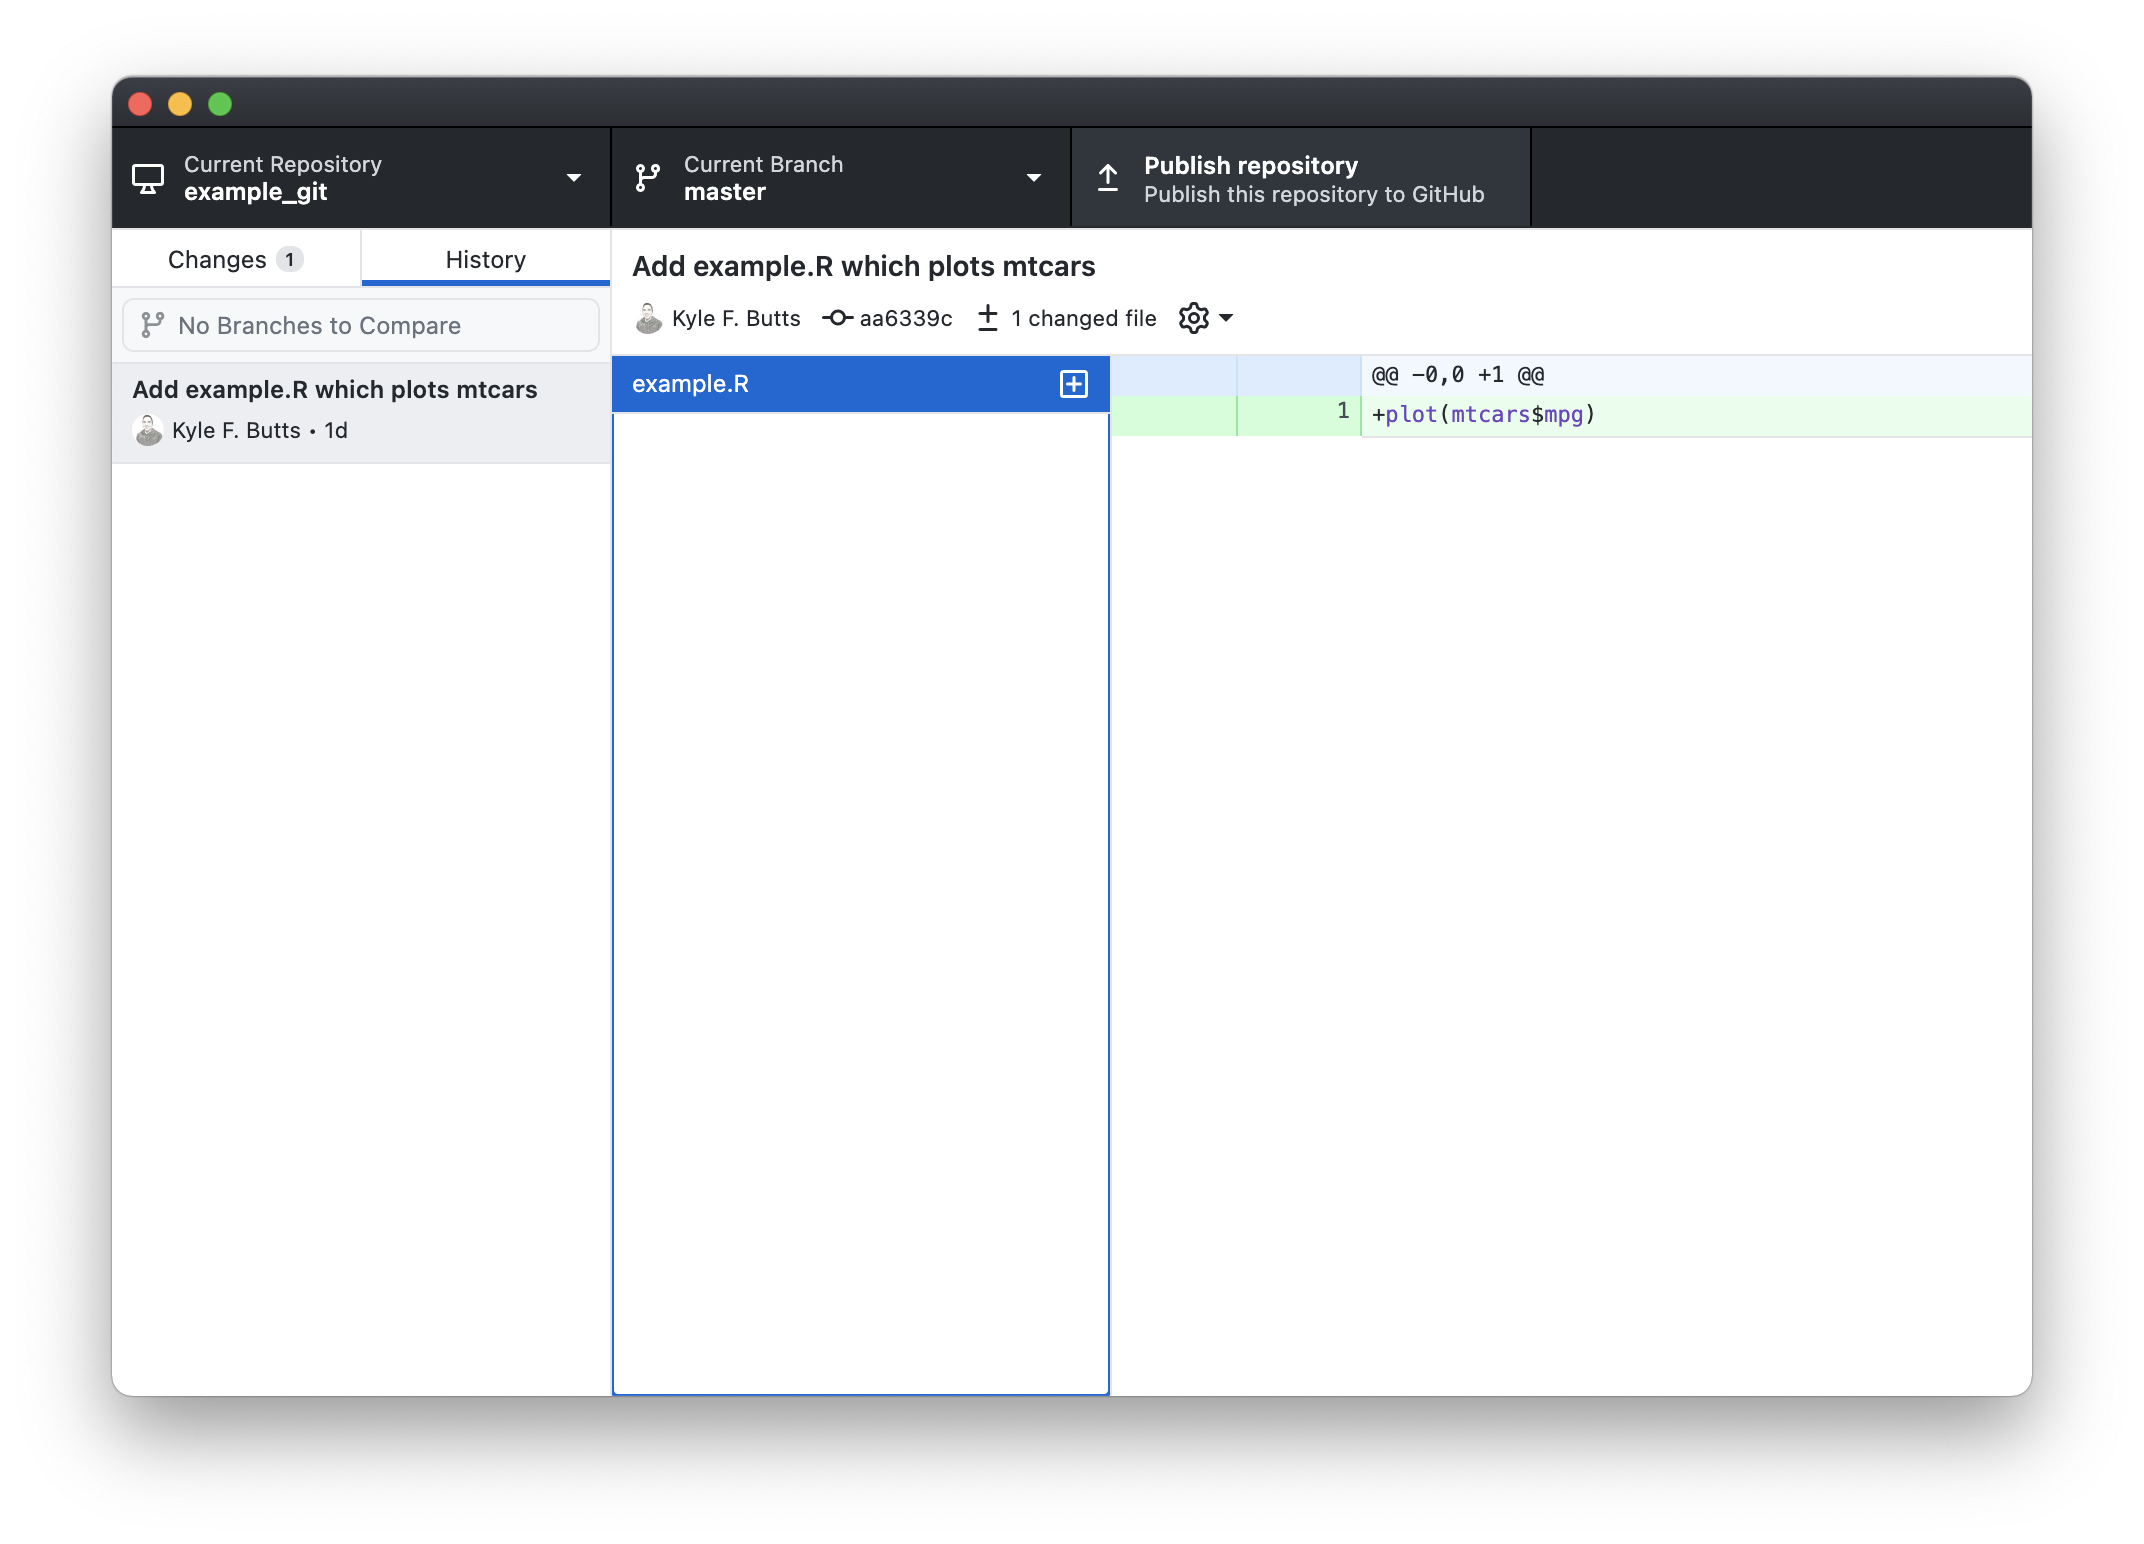 Current Repository
example_git
Current Branch
master
Publish repository
Publish this repository to GitHub
Changes 1
History
No Branches to Compare
Add example.R which plots mtcars
Kyle F. Butts • 1d
Add example.R which plots mtcars
Kyle F. Butts aa6339c 1 changed file
example.R
@@ -0,0 +1 @@
1 +plot(mtcars$mpg)